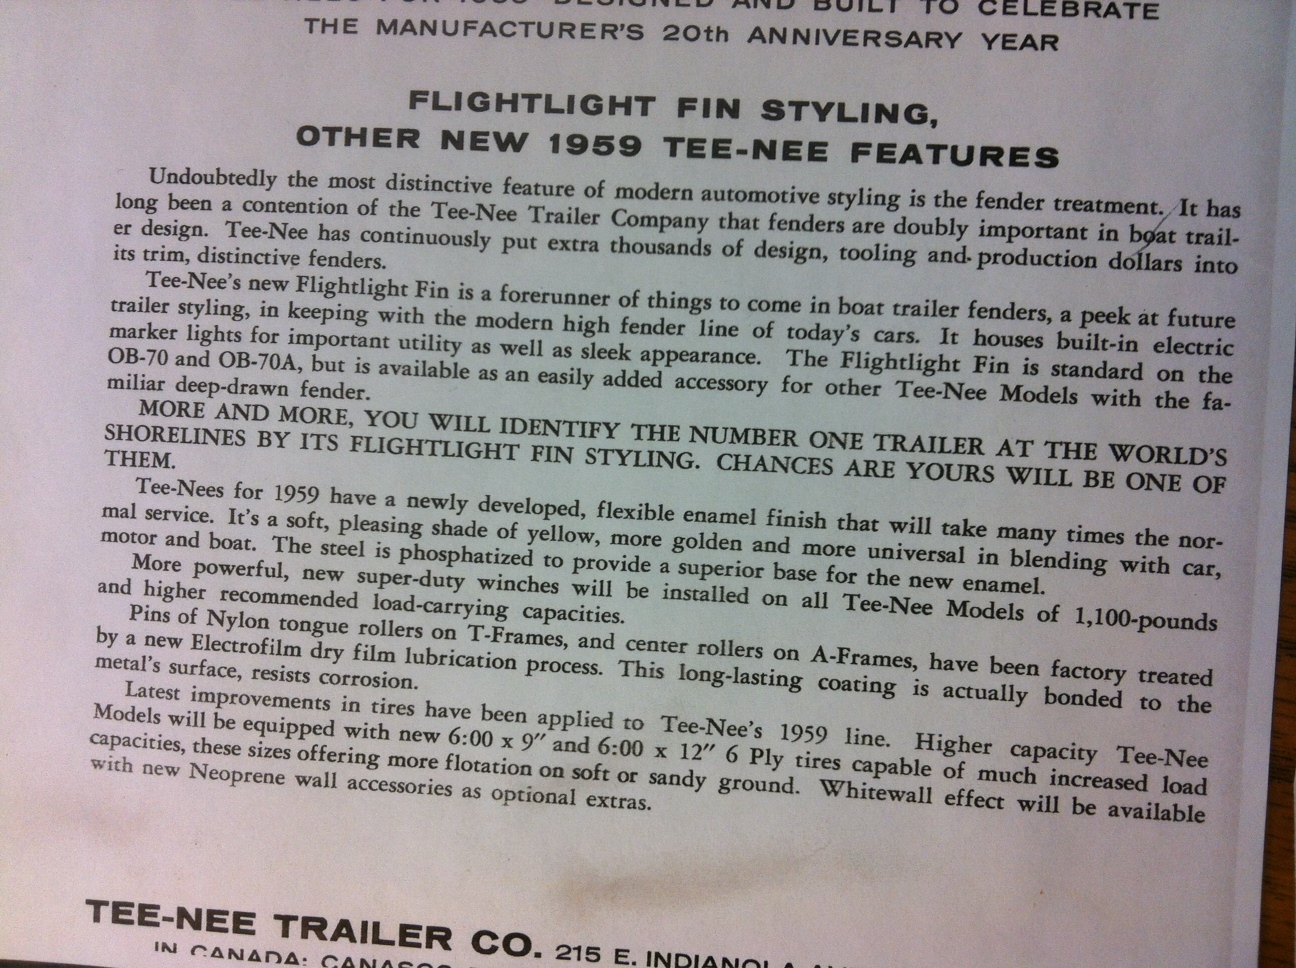 DESIGNED AND BUILT TO CELEBRATE
THE MANUFACTURER'S 20th ANNIVERSARY YEAR
FLIGHTLIGHT FIN STYLING,
OTHER NEW 1959 TEE-NEE FEATURES
Undoubtedly the most distinctive feature of modern automotive styling is the fender treatment. It has
long been a contention of the Tee-Nee Trailer Company that fenders are doubly important in boat trail-
er design. Tee-Nee has continuously put extra thousands of design, tooling and production dollars into
its trim, distinctive fenders.
Tee-Nee's new Flightlight Fin is a forerunner of things to come in boat trailer fenders, a peek at future
trailer styling, in keeping with the modern high fender line of today's cars. It houses built-in electric
marker lights for important utility as well as sleek appearance. The Flightlight Fin is standard on the
OB-70 and OB-70A, but is available as an easily added accessory for other Tee-Nee Models with the fa-
miliar deep-drawn fender.
MORE AND MORE, YOU WILL IDENTIFY THE NUMBER ONE TRAILER AT THE WORLD'S
SHORELINES BY ITS FLIGHTLIGHT FIN STYLING. CHANCES ARE YOURS WILL BE ONE OF
THEM.
Tee-Nees for 1959 have a newly developed, flexible enamel finish that will take many times the nor-
mal service. It's a soft, pleasing shade of yellow, more golden and more universal in blending with car,
motor and boat. The steel is phosphatized to provide a superior base for the new enamel.
More powerful, new super-duty winches will be installed on all Tee-Nee Models of 1,100-pounds
and higher recommended load-carrying capacities.
Pins of Nylon tongue rollers on T-Frames, and center rollers on A-Frames, have been factory treated
by a new Electrofilm dry film lubrication process. This long-lasting coating is actually bonded to the
metal's surface, resists corrosion.
Latest improvements in tires have been applied to Tee-Nee's 1959 line. Higher capacity Tee-Nee
Models will be equipped with new 6:00 x 9" and 6:00 x 12" 6 Ply tires capable of much increased load
capacities, these sizes offering more flotation on soft or sandy ground. Whitewall effect will be available
with new Neoprene wall accessories as optional extras.
TEE-NEE TRAILER CO. 215 E. INDIANOLA
IN CANADA: